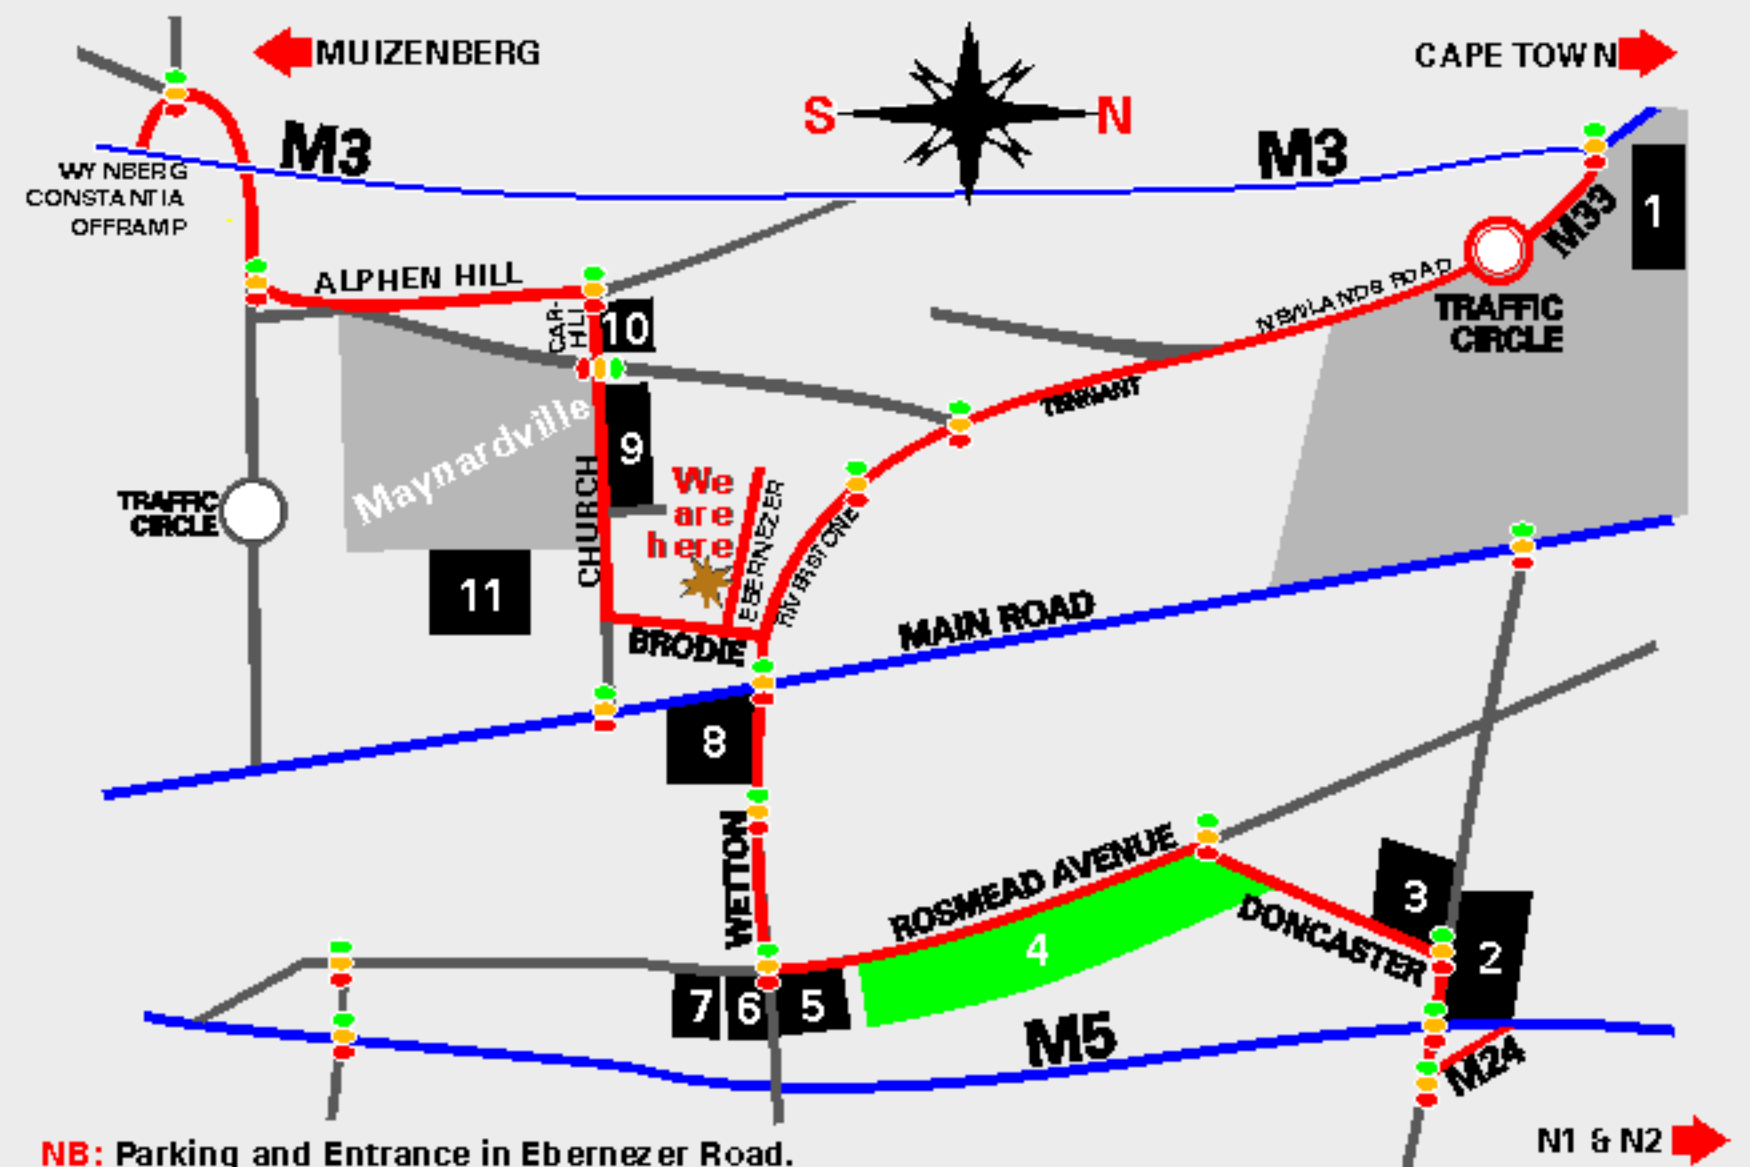 MUIZENBERG
CAPE TOWN
S
N
M3
M3
WYNBERG
CONSTANTIA
OFFRAMP
1
M33
ALPHEN HILL
NEWLANDS ROAD
TRAFFIC
CIRCLE
CAR-
HILL
10
TENNANT
Maynardville
9
CHURCH
We
are
here
EBERNEZER
RIVERSTONE
TRAFFIC
CIRCLE
11
BRODIE
MAIN ROAD
8
WETTON
ROSMEAD AVENUE
3
DONCASTER
4
2
7
6
5
M5
M24
N1 & N2
NB: Parking and Entrance in Ebernezer Road.